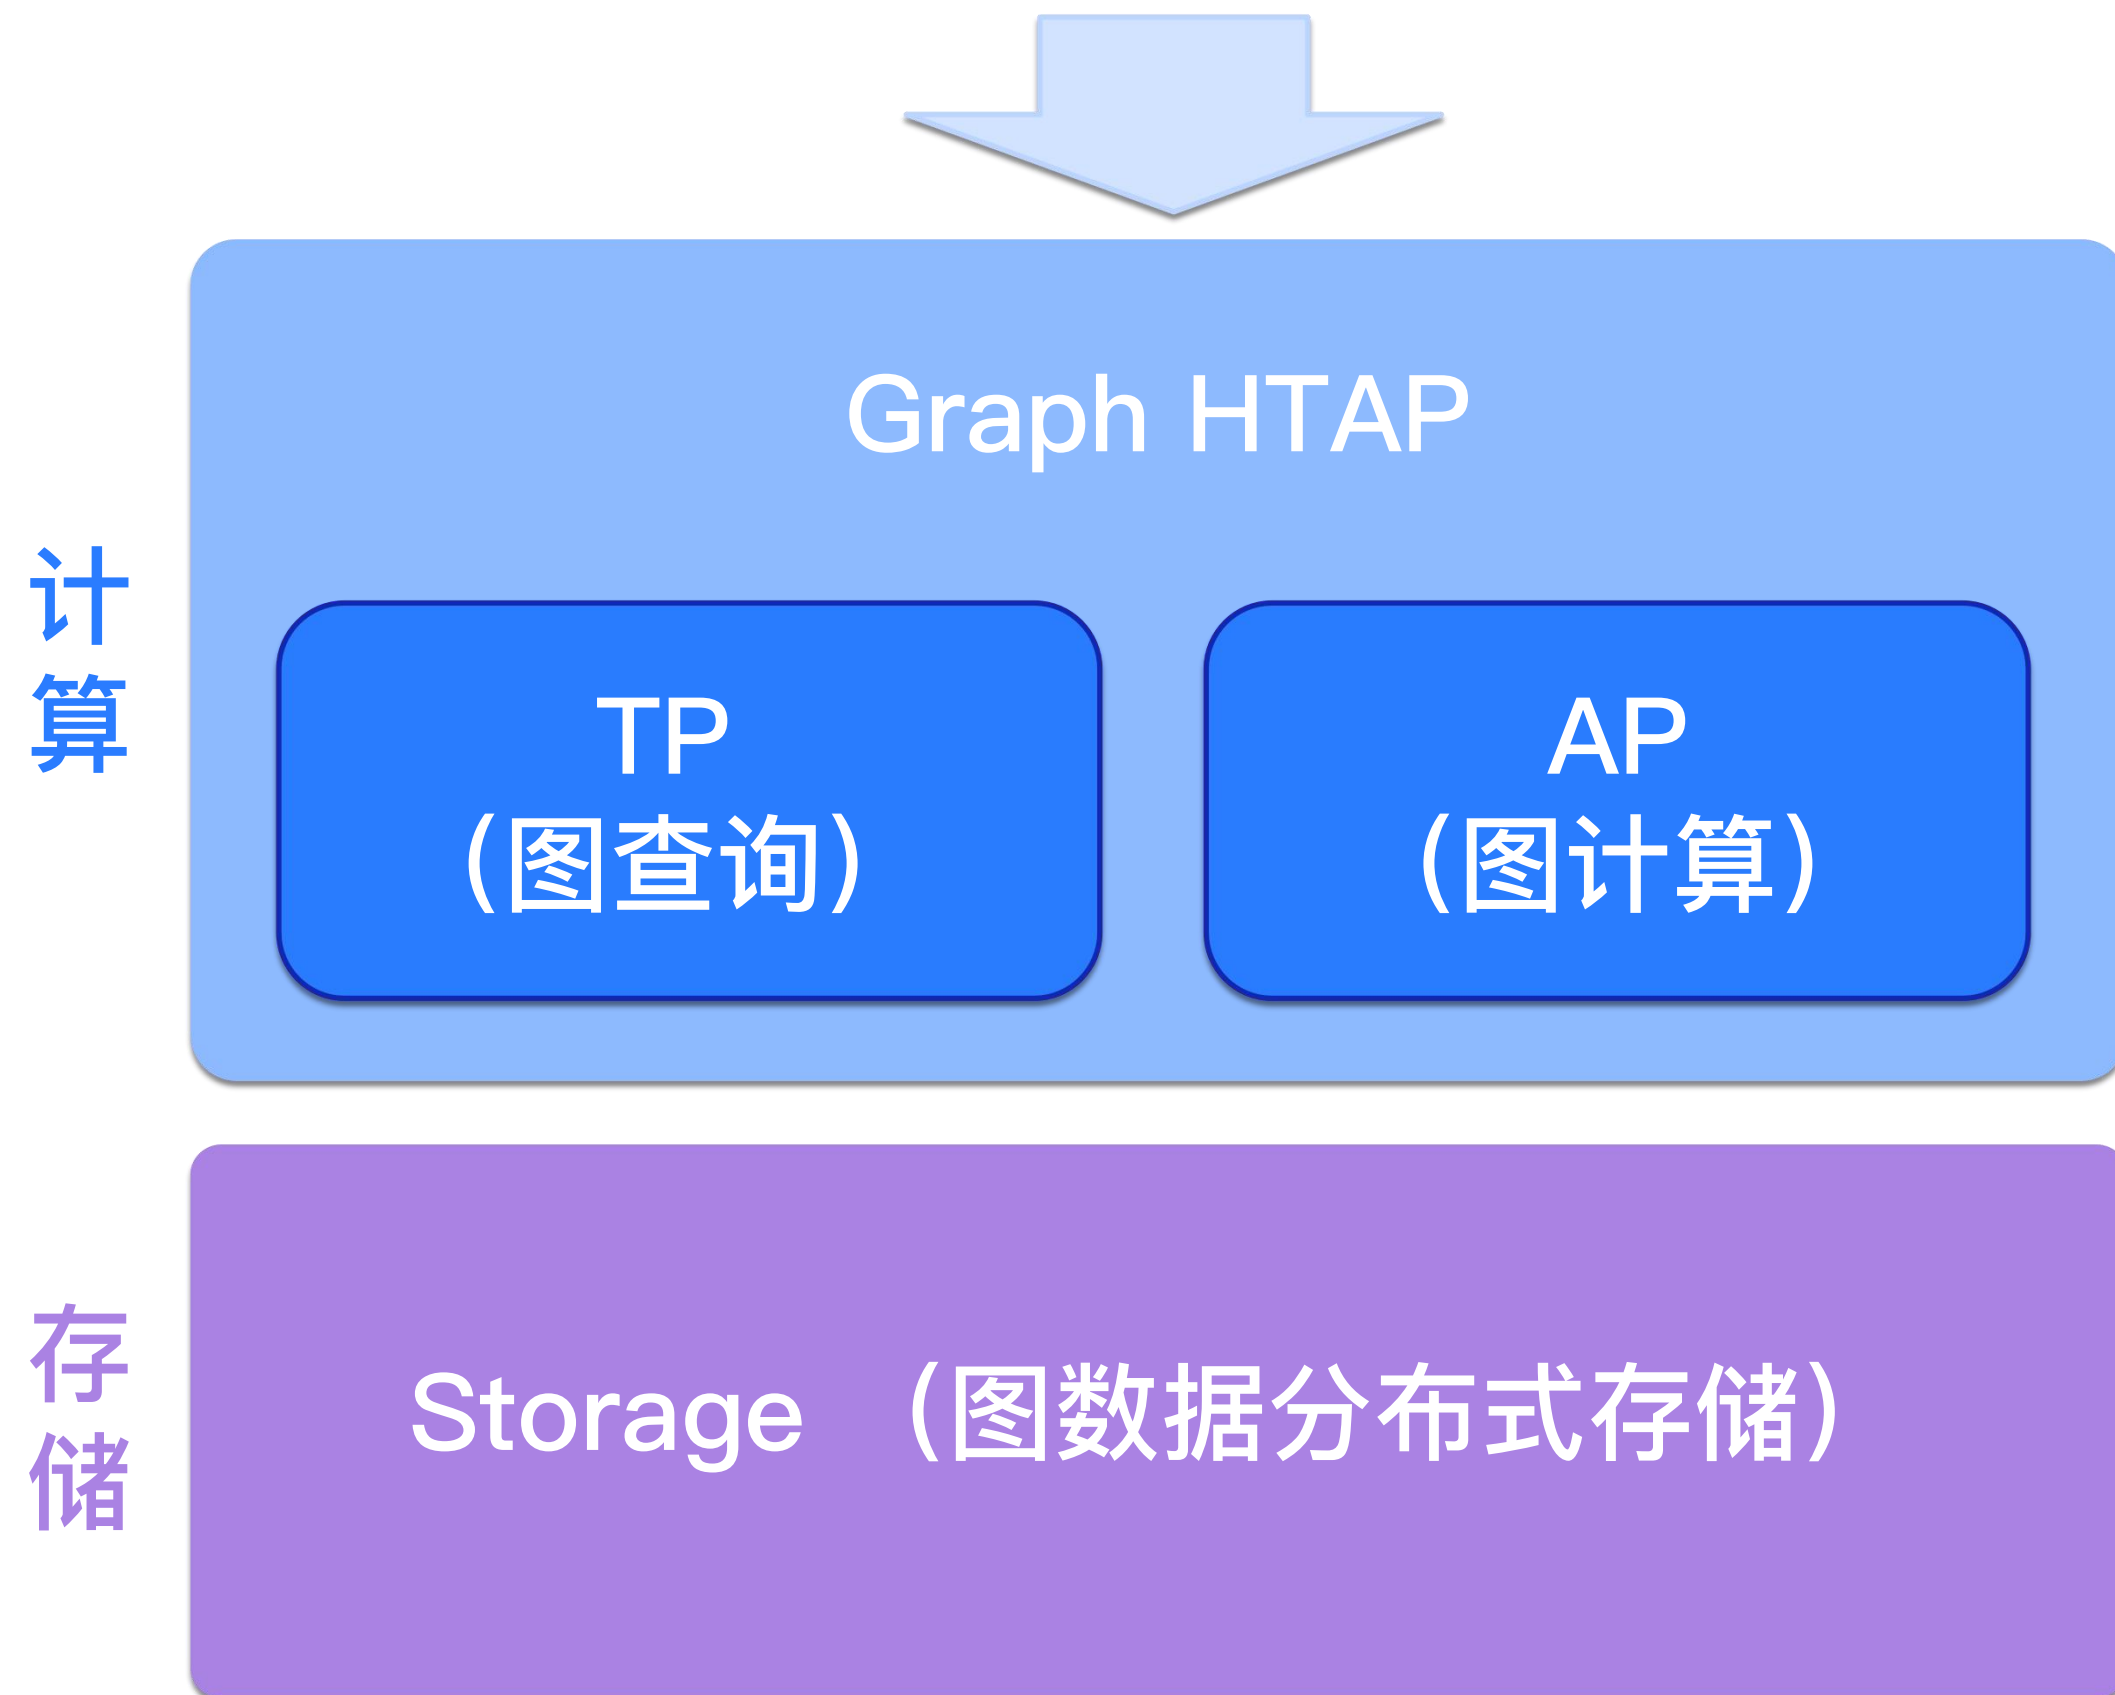 Graph HTAP
计
算
TP
(图查询)
AP
(图计算)
存
储
Storage (图数据分布式存储)